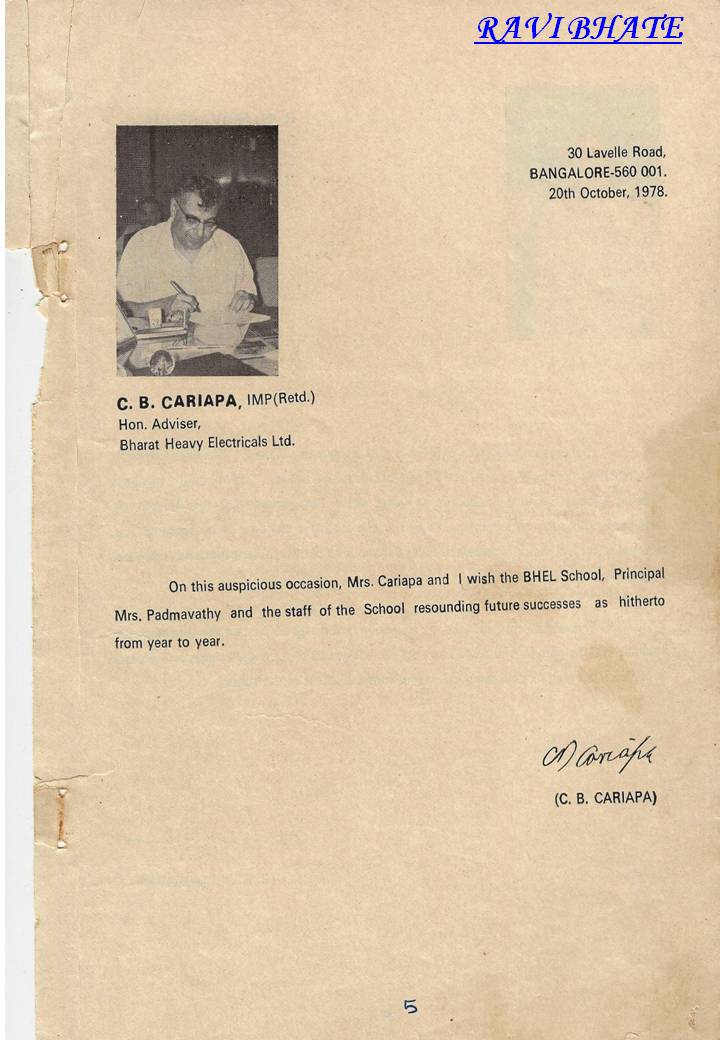 RAVI BHATE
30 Lavelle Road,
BANGALORE-560 001.
20th October, 1978.
C. B. CARIAPA, IMP(Retd.)
Hon. Adviser,
Bharat Heavy Electricals Ltd.
On this auspicious occasion, Mrs. Cariapa and I wish the BHEL School, Principal
Mrs. Padmavathy and the staff of the School resounding future successes as hitherto
from year to year.
CB Cariapa
(C. B. CARIAPA)
5